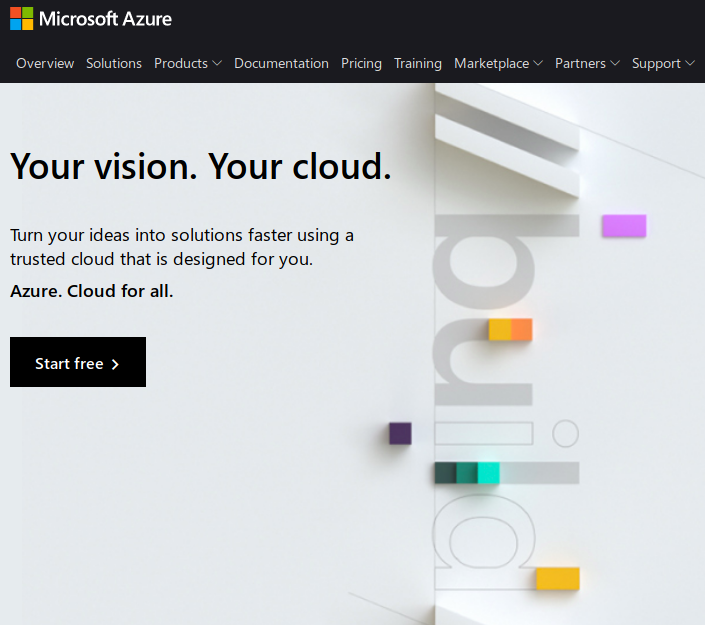 Microsoft Azure
Overview Solutions Products Documentation Pricing Training Marketplace Partners Support
Your vision. Your cloud.
Turn your ideas into solutions faster using a
trusted cloud that is designed for you.
Azure. Cloud for all.
Start free
build